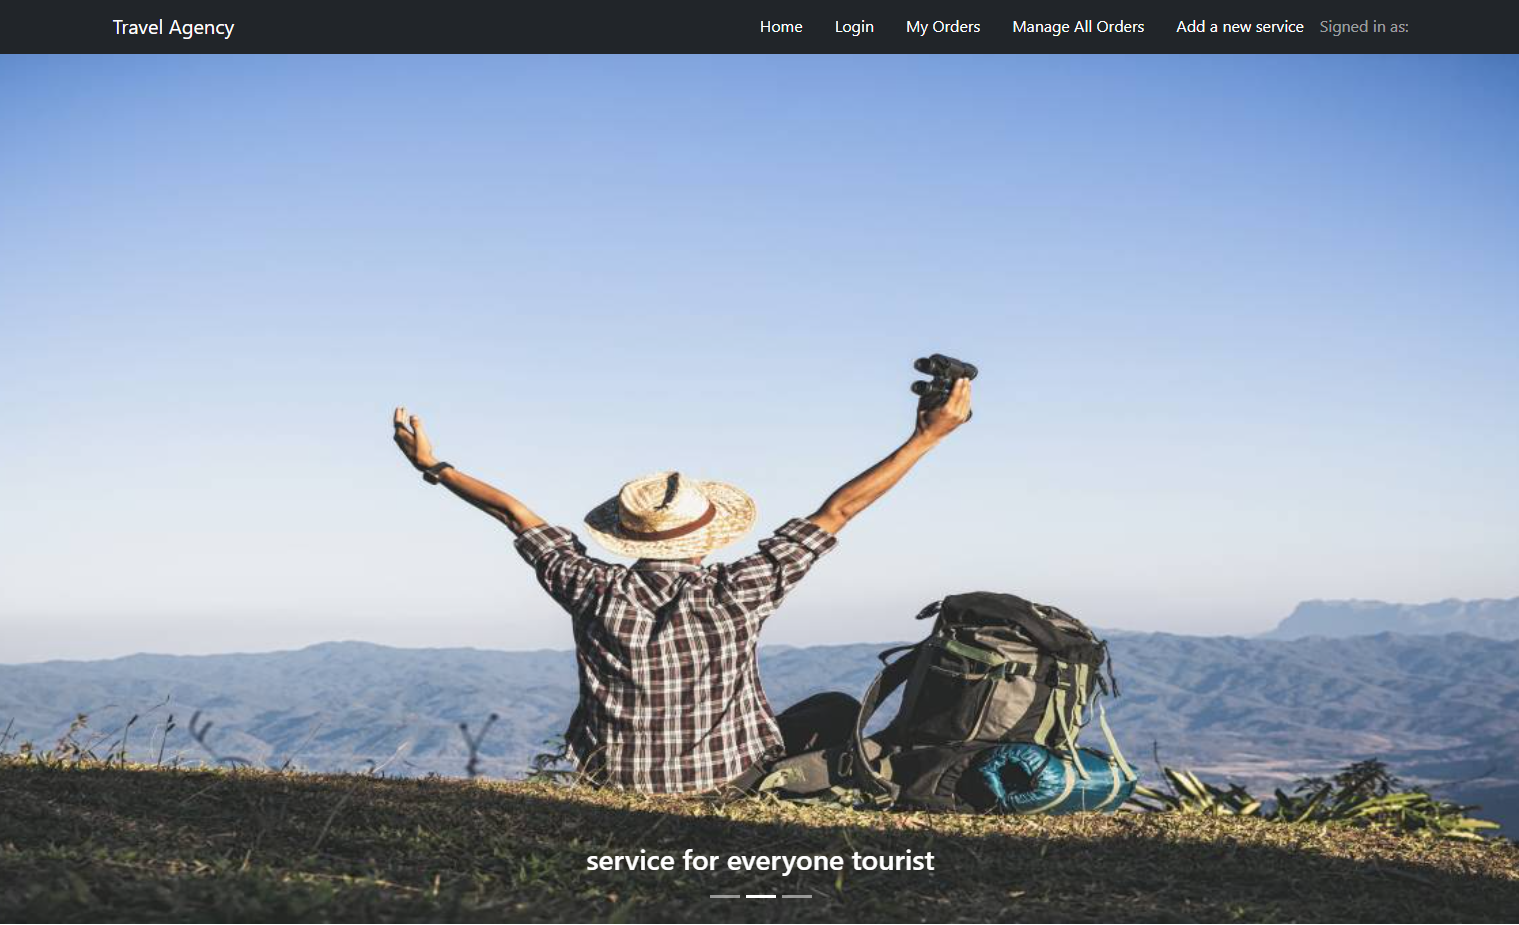 Travel Agency
Home Login My Orders Manage All Orders Add a new service Signed in as:
service for everyone tourist